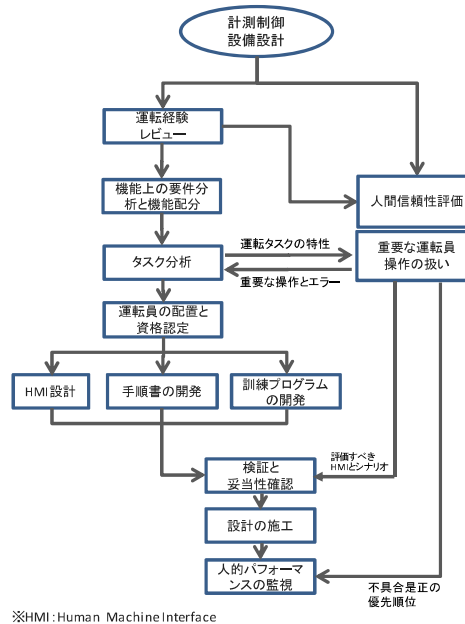 計測制御
設備設計
運転経験
レビュー
機能上の要件分
析と機能配分
人間信頼性評価
タスク分析
運転タスクの特性
重要な操作とエラー
重要な運転員
操作の扱い
運転員の配置と
資格認定
HMI設計
手順書の開発
訓練プログラム
の開発
評価すべき
HMIとシナリオ
検証と
妥当性確認
設計の施工
人的パフォーマ
ンスの監視
不具合是正の
優先順位
※HMI:Human Machine Interface